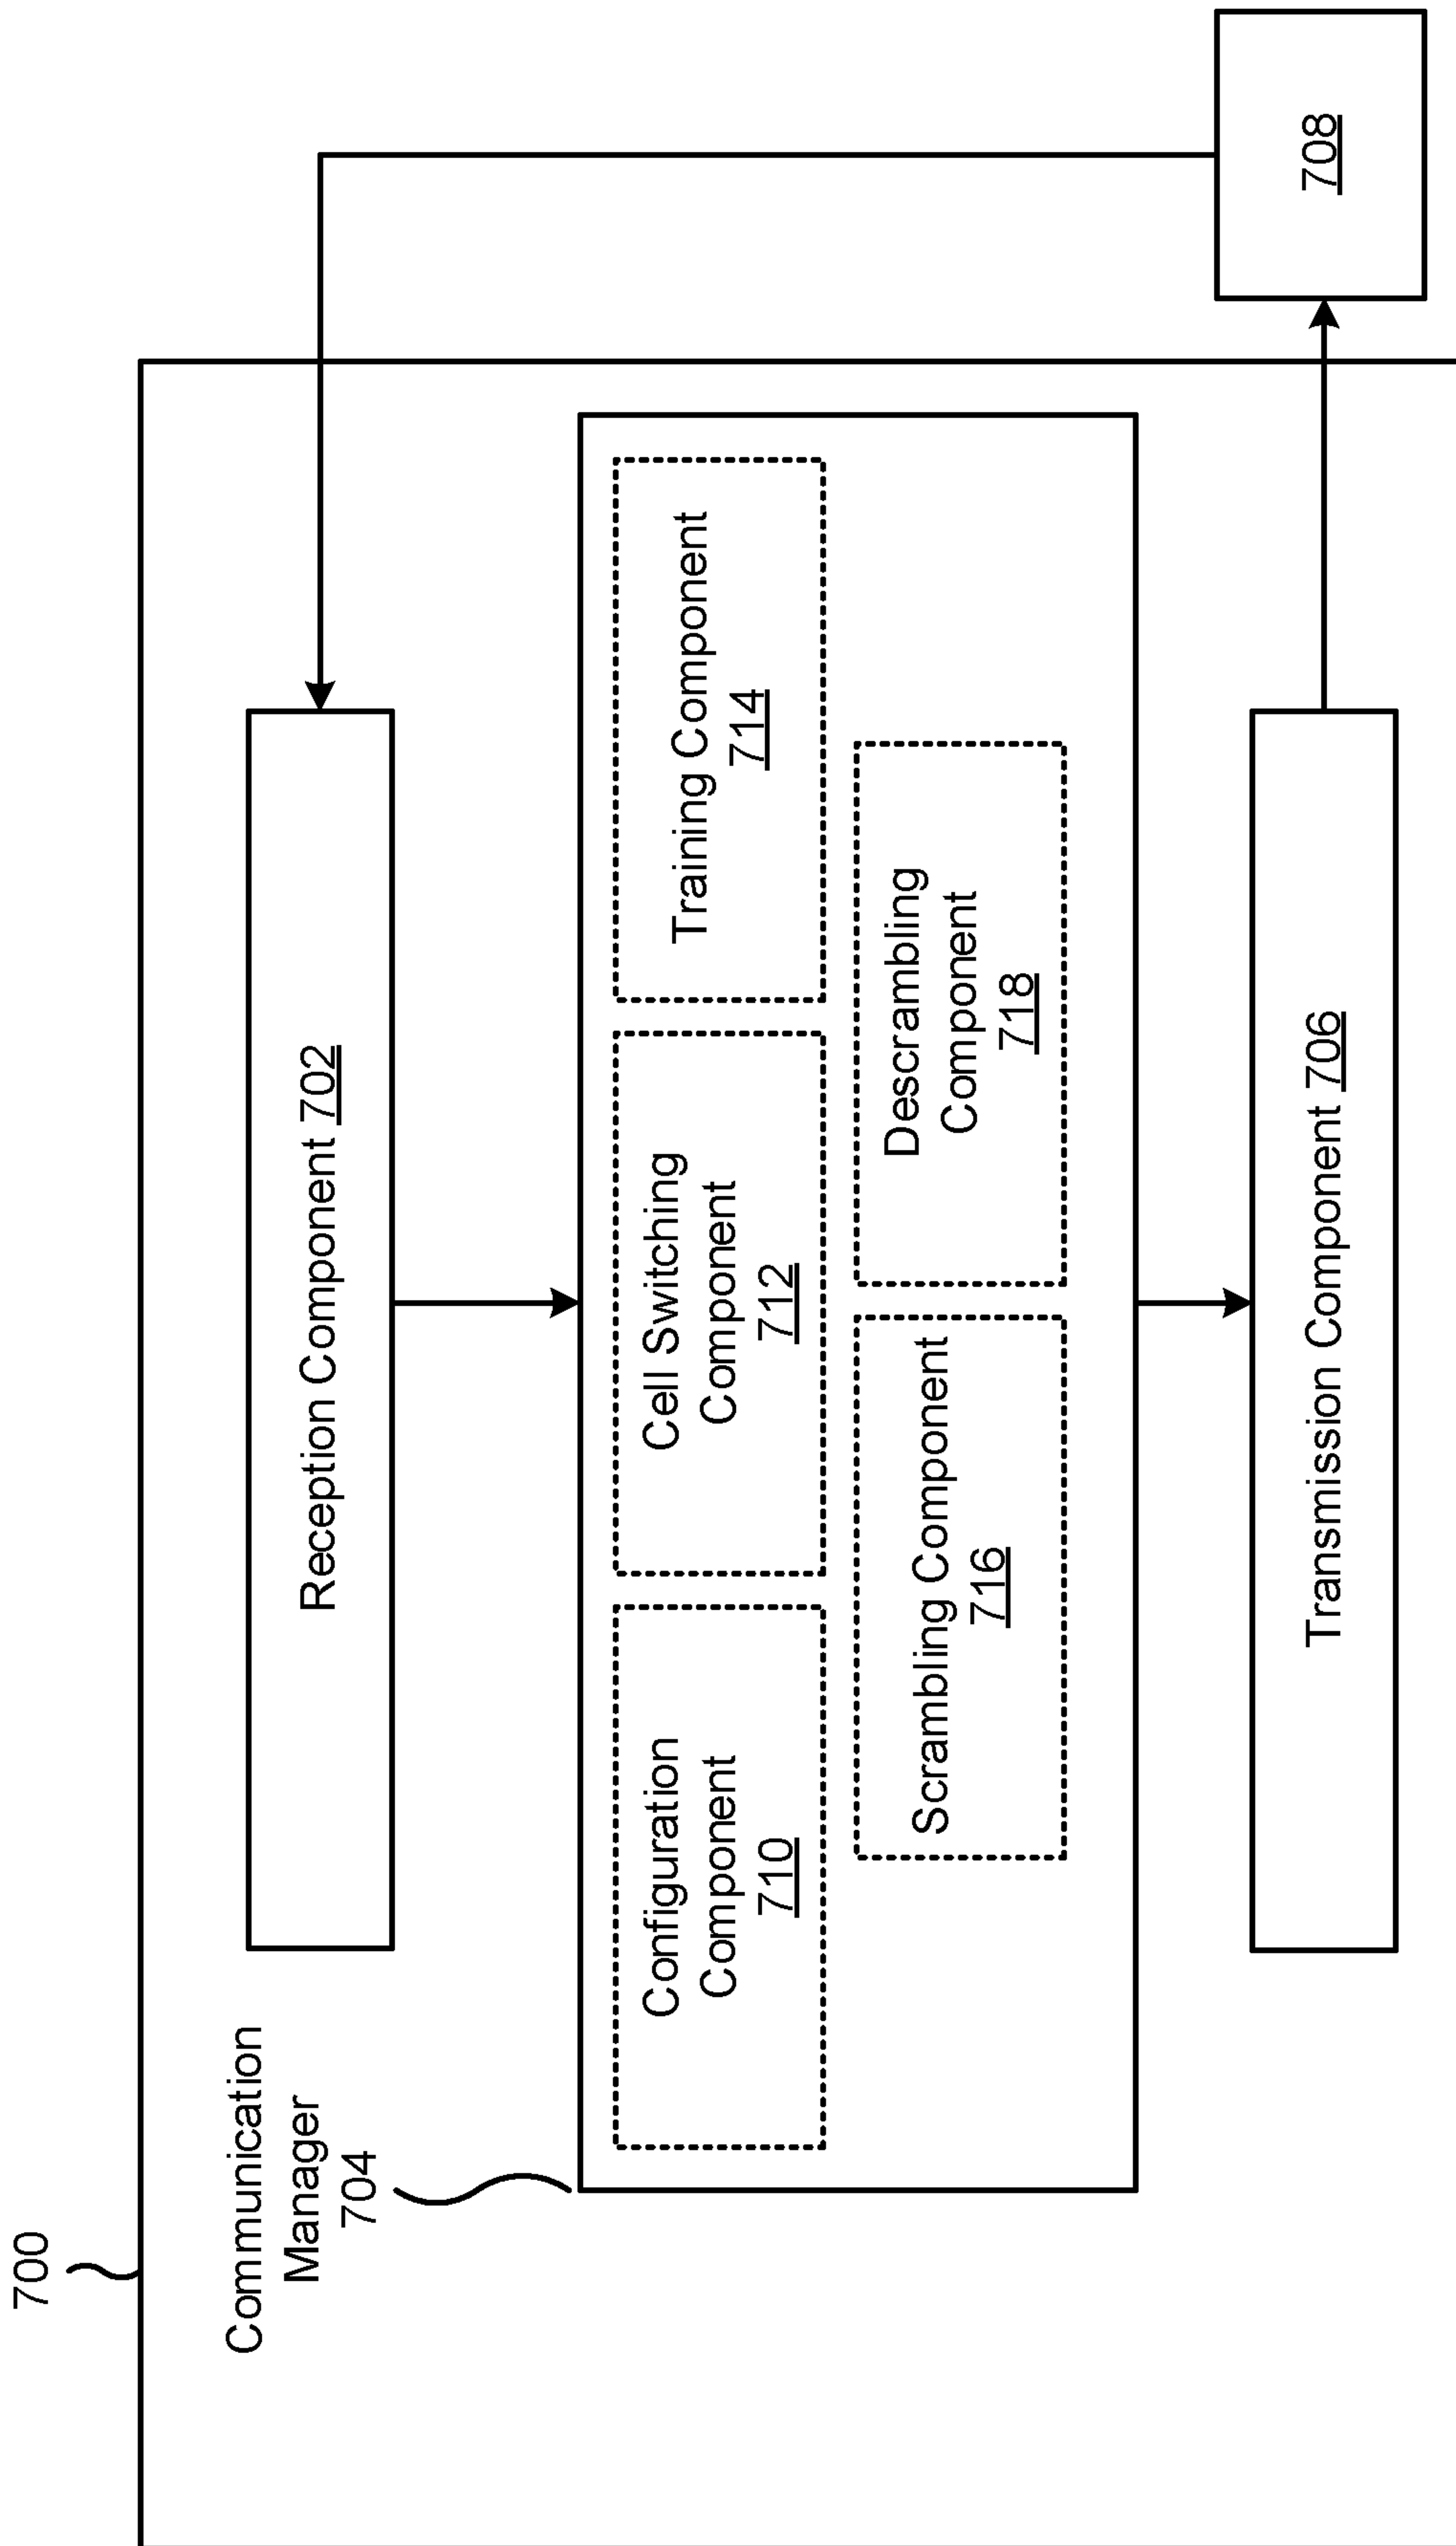 700
Communication
Manager
704
Reception Component 702
Configuration
Component
710
Cell Switching
Component
712
Training Component
714
Scrambling Component
716
Descrambling
Component
718
Transmission Component 706
708